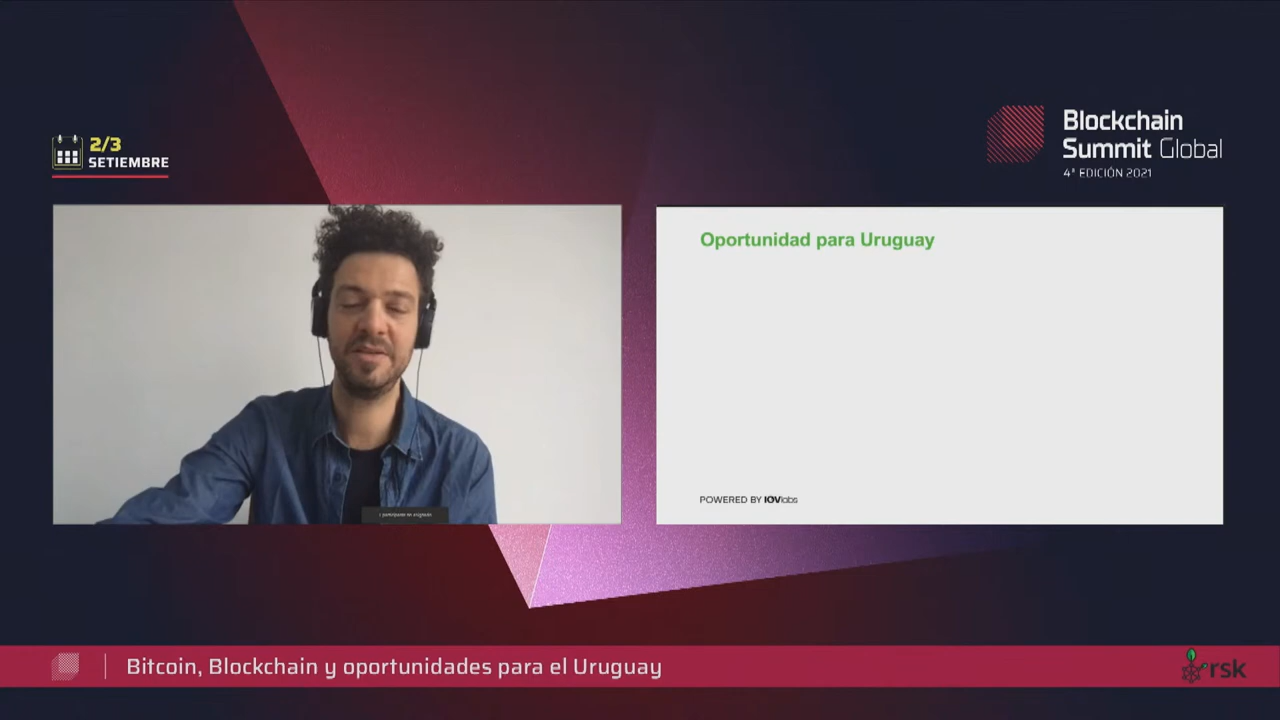 2/3
SETIEMBRE
Blockchain
Summit Global
4ª EDICIÓN 2021
Oportunidad para Uruguay
POWERED BY IOVlabs
Bitcoin, Blockchain y oportunidades para el Uruguay
rsk